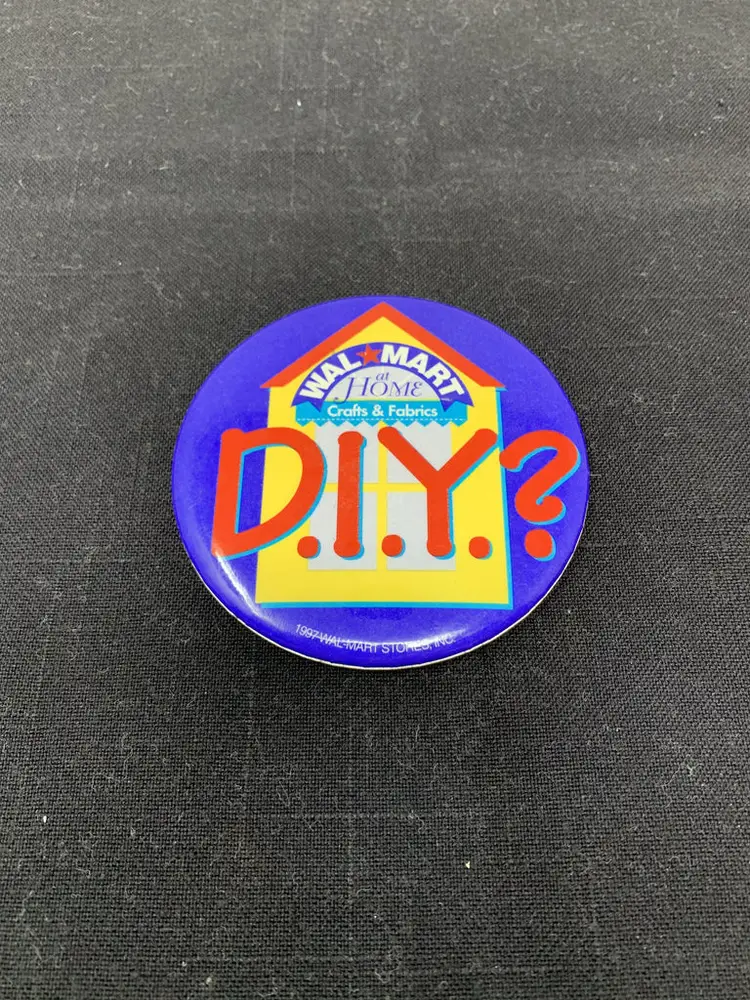 WAL★MART
at
HOME
Crafts & Fabrics
D.I.Y.?
1997 WAL-MART STORES, INC.